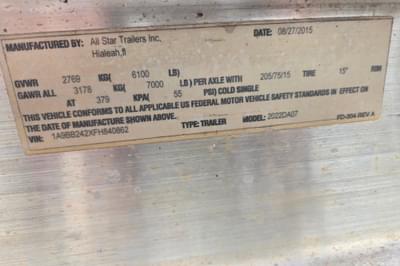 MANUFACTURED BY: All Star Trailers Inc, DATE: 08/27/2015
Hialeah,fl
GVWR 2769 KG( 6100 LB)
GAWR ALL 3178 KG( 7000 LB) PER AXLE WITH 205/75/15 TIRE 15" RIM
AT 379 KPA( 55 PSI) COLD SINGLE
THIS VEHICLE CONFORMS TO ALL APPLICABLE US FEDERAL MOTOR VEHICLE SAFETY STANDARDS IN EFFECT ON
THE DATE OF MANUFACTURE SHOWN ABOVE.
VIN: 1A9BB242XFH840662 TYPE: TRAILER MODEL: 2022DA07 FD-304 REV A